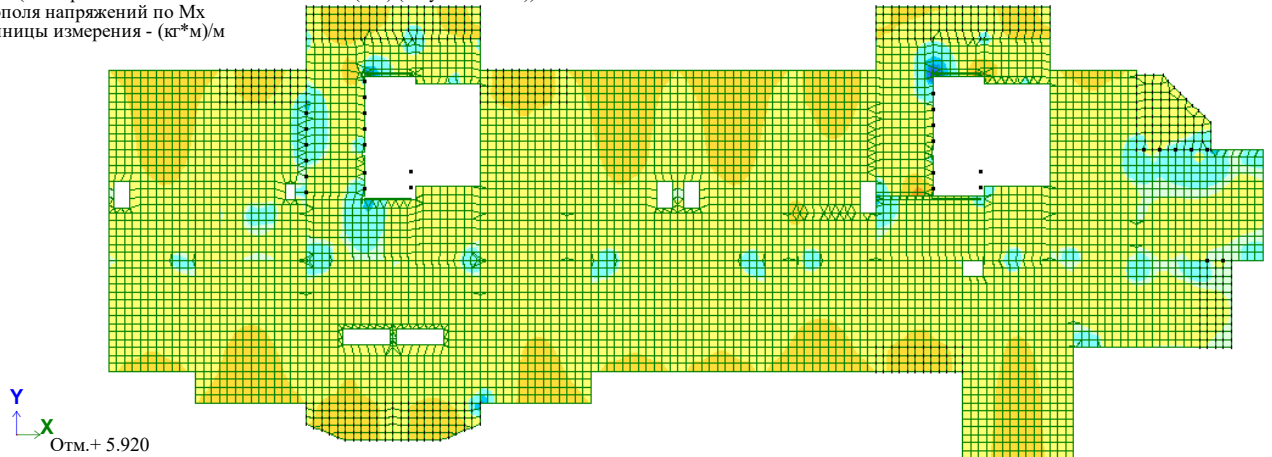 поля напряжений по Mx
ницы измерения - (кг*м)/м
Y
X
Отм.+ 5.920